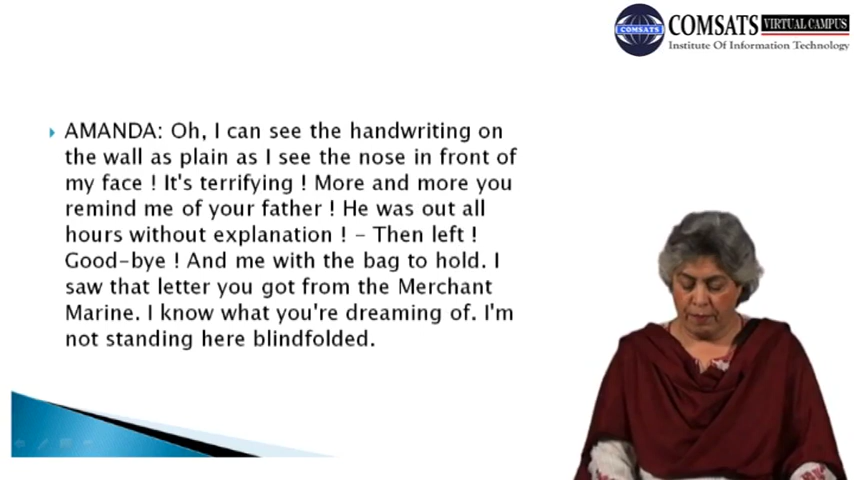 COMSATS VIRTUAL CAMPUS
COMSATS
Institute Of Information Technology
AMANDA: Oh, I can see the handwriting on
the wall as plain as I see the nose in front of
my face ! It's terrifying ! More and more you
remind me of your father ! He was out all
hours without explanation ! - Then left !
Good-bye ! And me with the bag to hold. I
saw that letter you got from the Merchant
Marine. I know what you're dreaming of. I'm
not standing here blindfolded.